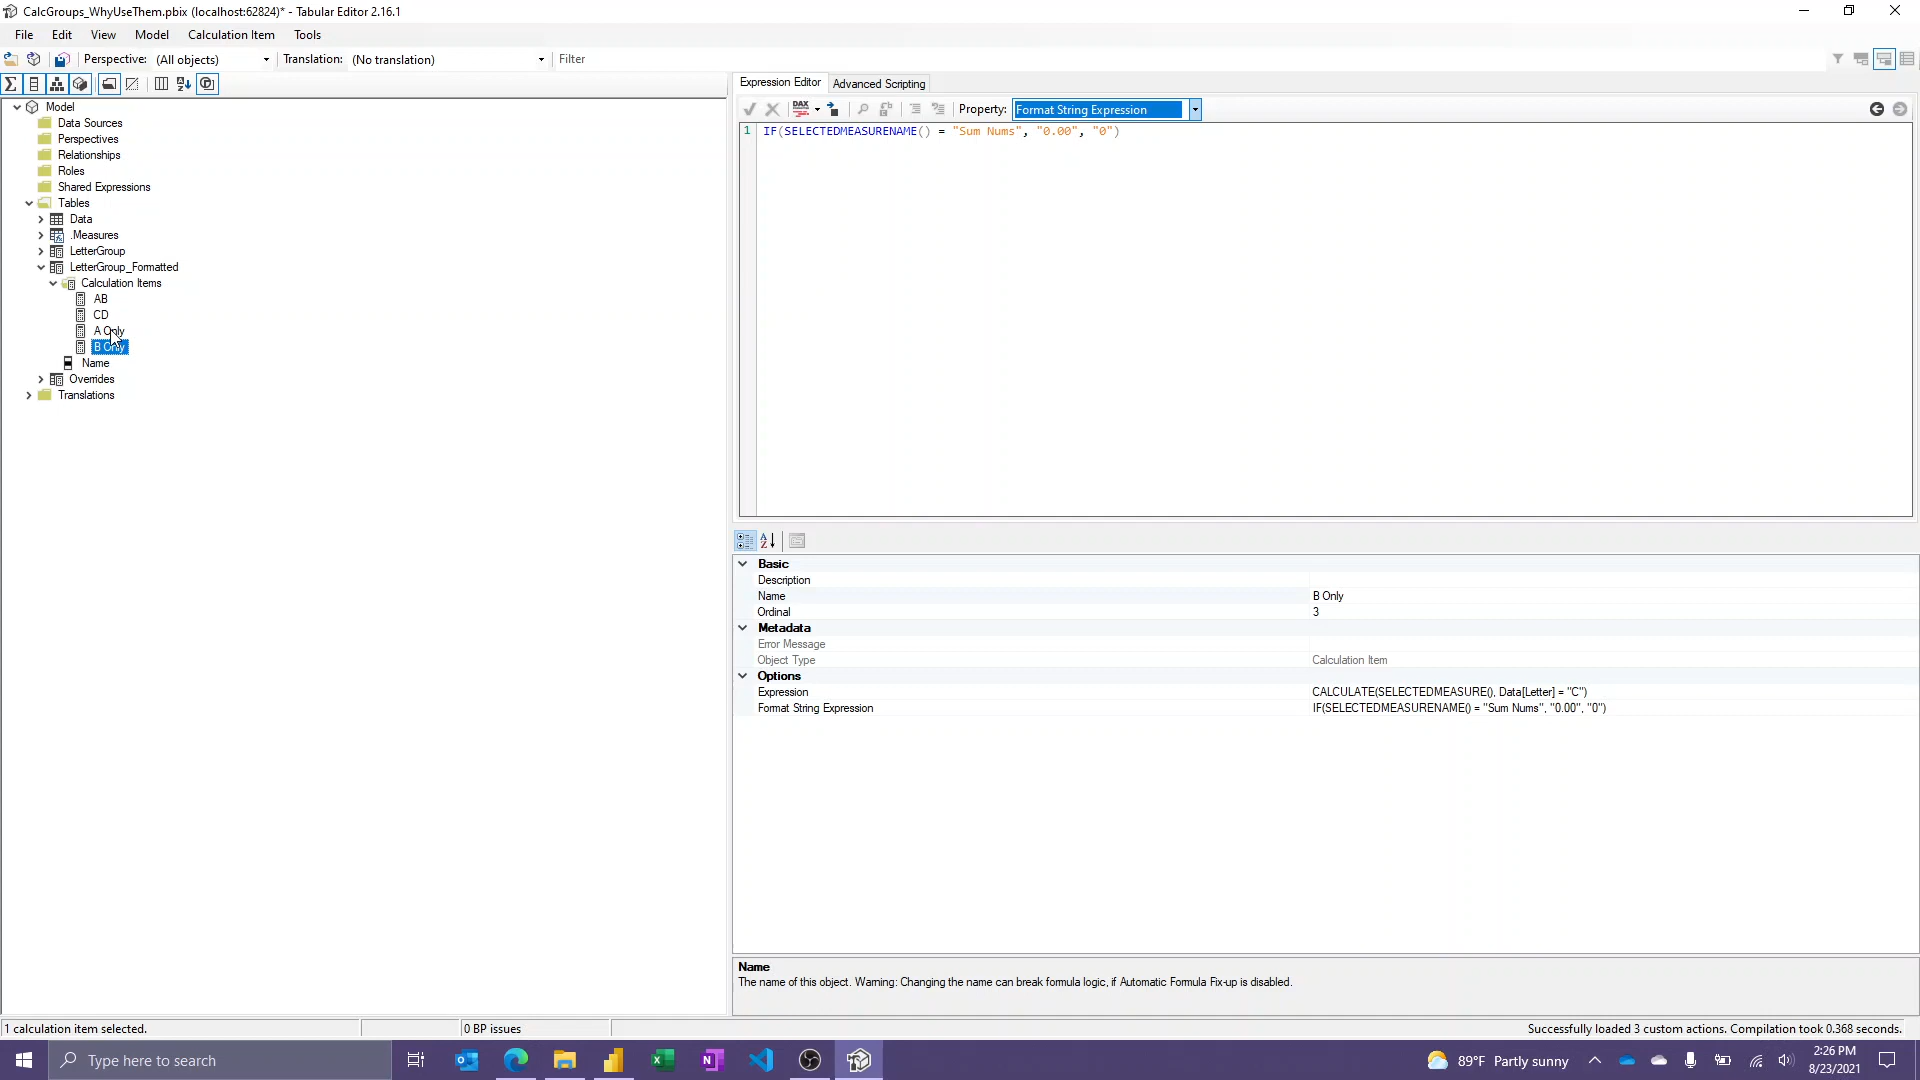 CalcGroups_WhyUseThem.pbix (localhost:62824)* - Tabular Editor 2.16.1
File Edit View Model Calculation Item Tools
Perspective: (All objects) Translation: (No translation) Filter
Expression Editor Advanced Scripting
DAX Property: Format String Expression
1 IF(SELECTEDMEASURENAME() = "Sum Nums", "0.00", "0")
Model
Data Sources
Perspectives
Relationships
Roles
Shared Expressions
Tables
Data
.Measures
LetterGroup
LetterGroup_Formatted
Calculation Items
AB
CD
A Only
B Only
Name
Overrides
Translations
Basic
Description
Name B Only
Ordinal 3
Metadata
Error Message
Object Type Calculation Item
Options
Expression CALCULATE(SELECTEDMEASURE(), Data[Letter] = "C")
Format String Expression IF(SELECTEDMEASURENAME() = "Sum Nums", "0.00", "0")
Name
The name of this object. Warning: Changing the name can break formula logic, if Automatic Formula Fix-up is disabled.
1 calculation item selected. 0 BP issues Successfully loaded 3 custom actions. Compilation took 0.368 seconds.
Type here to search
89°F Partly sunny
2:26 PM
8/23/2021